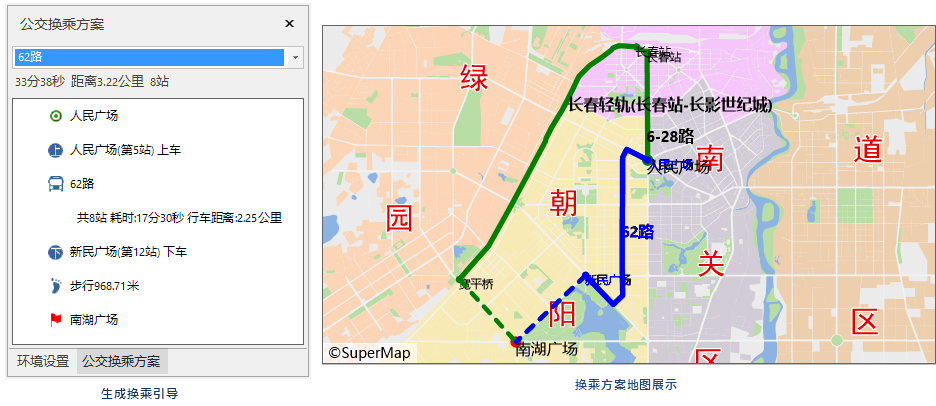 公交换乘方案
62路
33分38秒 距离3.22公里 8站
人民广场
人民广场(第5站) 上车
62路
共8站 耗时:17分30秒 行车距离:2.25公里
新民广场(第12站) 下车
步行968.71米
南湖广场
环境设置 公交换乘方案
生成换乘引导
长春站
长春站
绿
长春轻轨(长春站-长影世纪城)
6-28路
人民广场
人民广场
南
道
园
朝
62路
关
新民广场
宽平桥
阳
区
南湖广场
区
©SuperMap
换乘方案地图展示